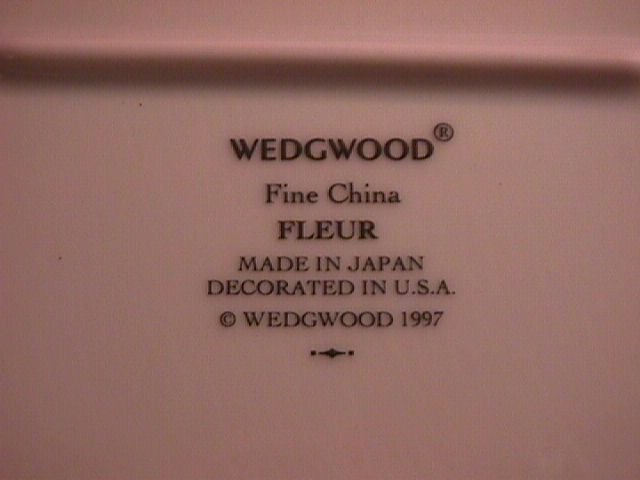 WEDGWOOD®
Fine China
FLEUR
MADE IN JAPAN
DECORATED IN U.S.A.
© WEDGWOOD 1997